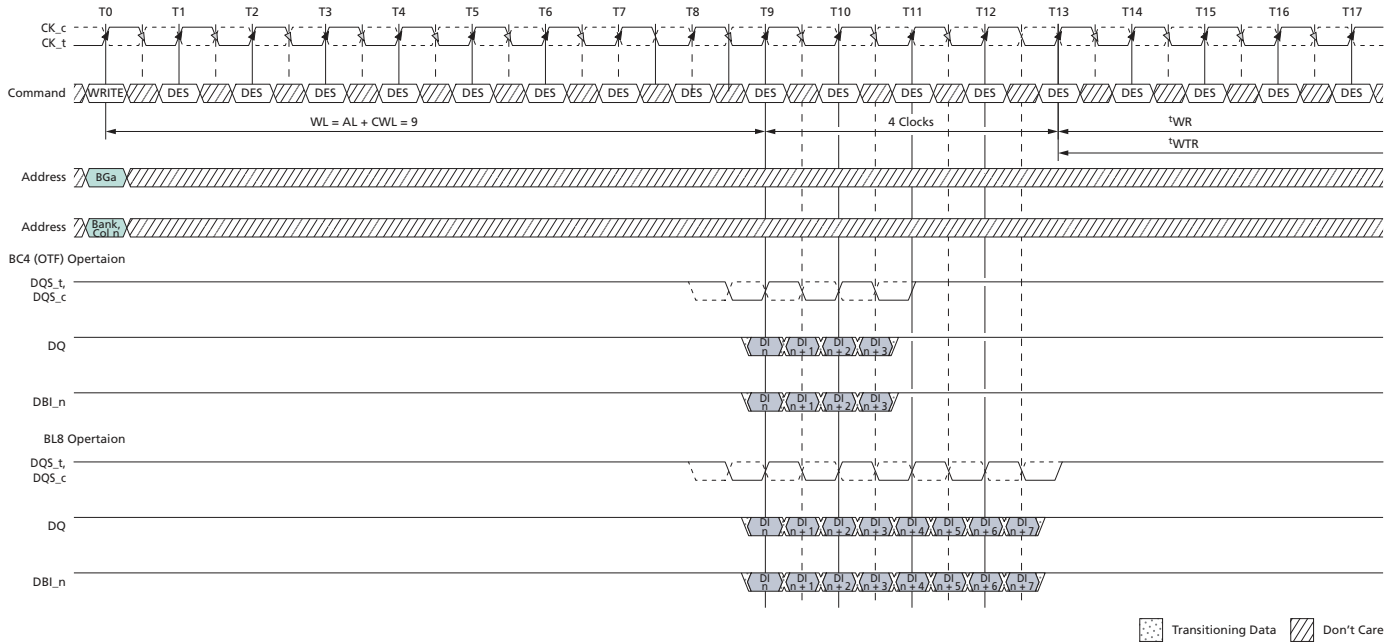 T0 T1 T2 T3 T4 T5 T6 T7 T8 T9 T10 T11 T12 T13 T14 T15 T16 T17
CK_c
CK_t
Command WRITE DES DES DES DES DES DES DES DES DES DES DES DES DES DES DES DES DES
WL = AL + CWL = 9 4 Clocks tWR
tWTR
Address BGa
Address Bank,
Col n
BC4 (OTF) Opertaion
DQS_t,
DQS_c
DQ DI n DI n + 1 DI n + 2 DI n + 3
DBI_n DI n DI n + 1 DI n + 2 DI n + 3
BL8 Opertaion
DQS_t,
DQS_c
DQ DI n DI n + 1 DI n + 2 DI n + 3 DI n + 4 DI n + 5 DI n + 6 DI n + 7
DBI_n DI n DI n + 1 DI n + 2 DI n + 3 DI n + 4 DI n + 5 DI n + 6 DI n + 7
Transitioning Data Don't Care